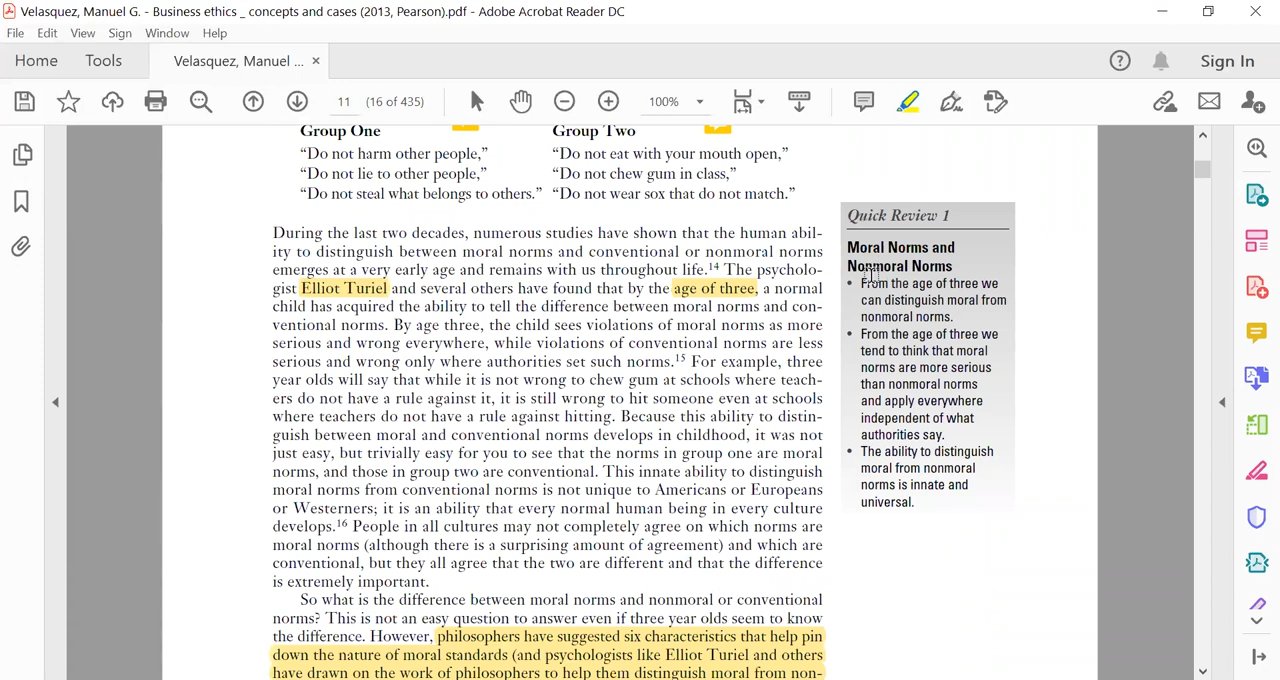 Velasquez, Manuel G. - Business ethics _ concepts and cases (2013, Pearson).pdf - Adobe Acrobat Reader DC
File Edit View Sign Window Help
Home Tools Velasquez, Manuel ... × Sign In
11 (16 of 435) 100%
Group One Group Two
“Do not harm other people,” “Do not eat with your mouth open,”
“Do not lie to other people,” “Do not chew gum in class,”
“Do not steal what belongs to others.” “Do not wear sox that do not match.”
During the last two decades, numerous studies have shown that the human abil-
ity to distinguish between moral norms and conventional or nonmoral norms
emerges at a very early age and remains with us throughout life.14 The psycholo-
gist Elliot Turiel and several others have found that by the age of three, a normal
child has acquired the ability to tell the difference between moral norms and con-
ventional norms. By age three, the child sees violations of moral norms as more
serious and wrong everywhere, while violations of conventional norms are less
serious and wrong only where authorities set such norms.15 For example, three
year olds will say that while it is not wrong to chew gum at schools where teach-
ers do not have a rule against it, it is still wrong to hit someone even at schools
where teachers do not have a rule against hitting. Because this ability to distin-
guish between moral and conventional norms develops in childhood, it was not
just easy, but trivially easy for you to see that the norms in group one are moral
norms, and those in group two are conventional. This innate ability to distinguish
moral norms from conventional norms is not unique to Americans or Europeans
or Westerners; it is an ability that every normal human being in every culture
develops.16 People in all cultures may not completely agree on which norms are
moral norms (although there is a surprising amount of agreement) and which are
conventional, but they all agree that the two are different and that the difference
is extremely important.
So what is the difference between moral norms and nonmoral or conventional
norms? This is not an easy question to answer even if three year olds seem to know
the difference. However, philosophers have suggested six characteristics that help pin
down the nature of moral standards (and psychologists like Elliot Turiel and others
have drawn on the work of philosophers to help them distinguish moral from non-
Quick Review 1
Moral Norms and
Nonmoral Norms
• From the age of three we
can distinguish moral from
nonmoral norms.
• From the age of three we
tend to think that moral
norms are more serious
than nonmoral norms
and apply everywhere
independent of what
authorities say.
• The ability to distinguish
moral from nonmoral
norms is innate and
universal.